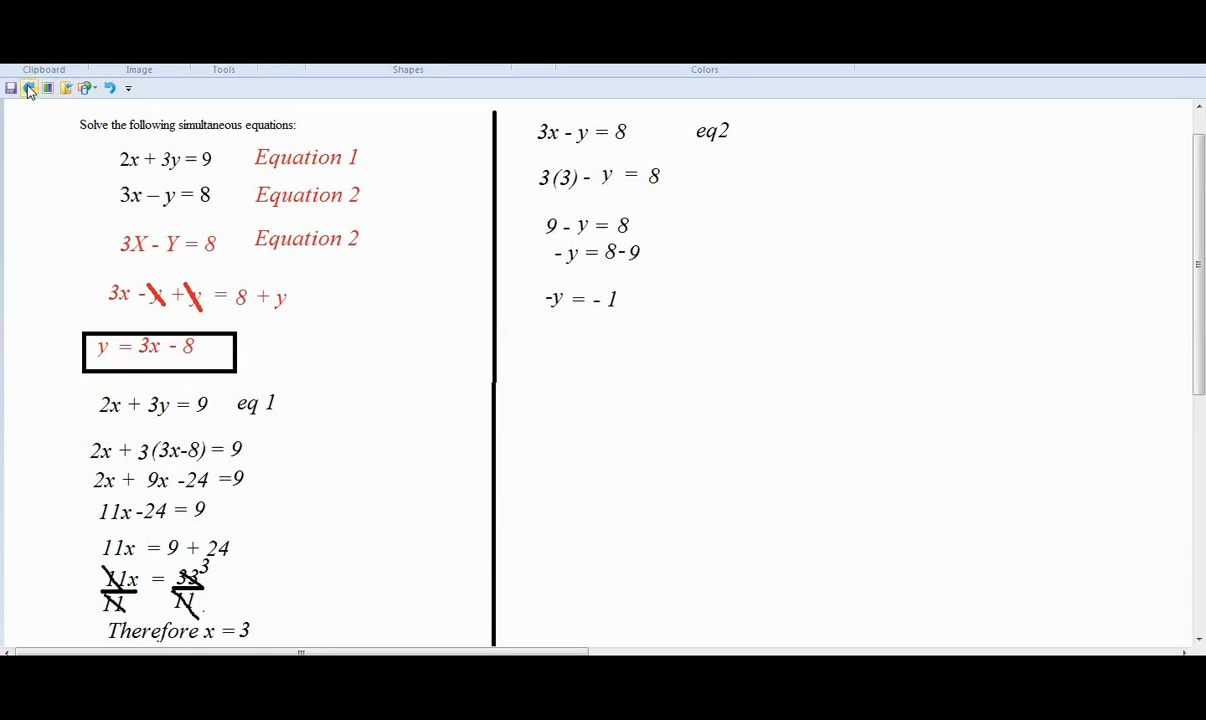 Clipboard Image Tools Shapes Colors
Solve the following simultaneous equations:
2x + 3y = 9 Equation 1
3x – y = 8 Equation 2
3X - Y = 8 Equation 2
3x - y + y = 8 + y
y = 3x - 8
2x + 3y = 9 eq 1
2x + 3(3x-8) = 9
2x + 9x -24 =9
11x -24 = 9
11x = 9 + 24
3
11x = 33
11 11
Therefore x = 3
3x - y = 8 eq2
3(3) - y = 8
9 - y = 8
- y = 8-9
-y = - 1